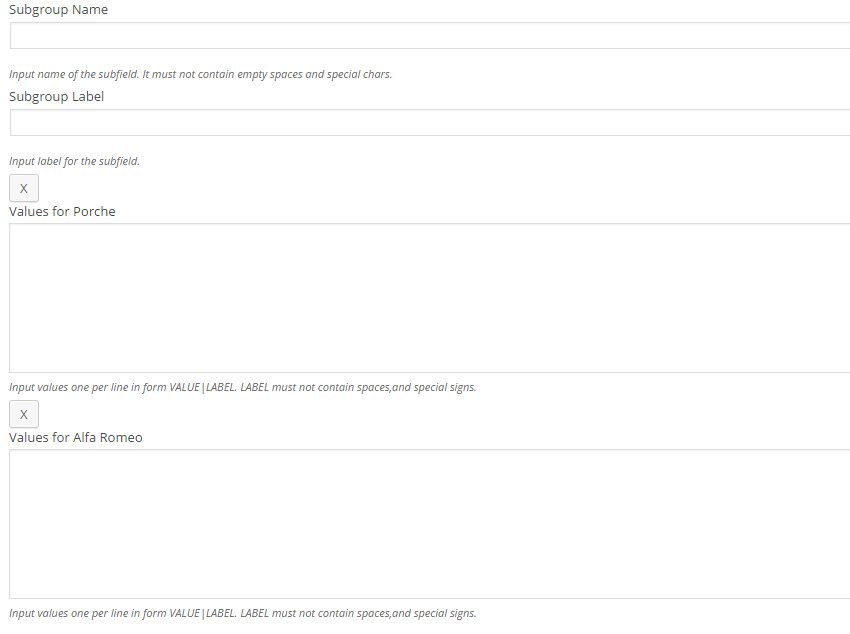 Subgroup Name
Input name of the subfield. It must not contain empty spaces and special chars.
Subgroup Label
Input label for the subfield.
X
Values for Porche
Input values one per line in form VALUE|LABEL. LABEL must not contain spaces,and special signs.
X
Values for Alfa Romeo
Input values one per line in form VALUE|LABEL. LABEL must not contain spaces,and special signs.